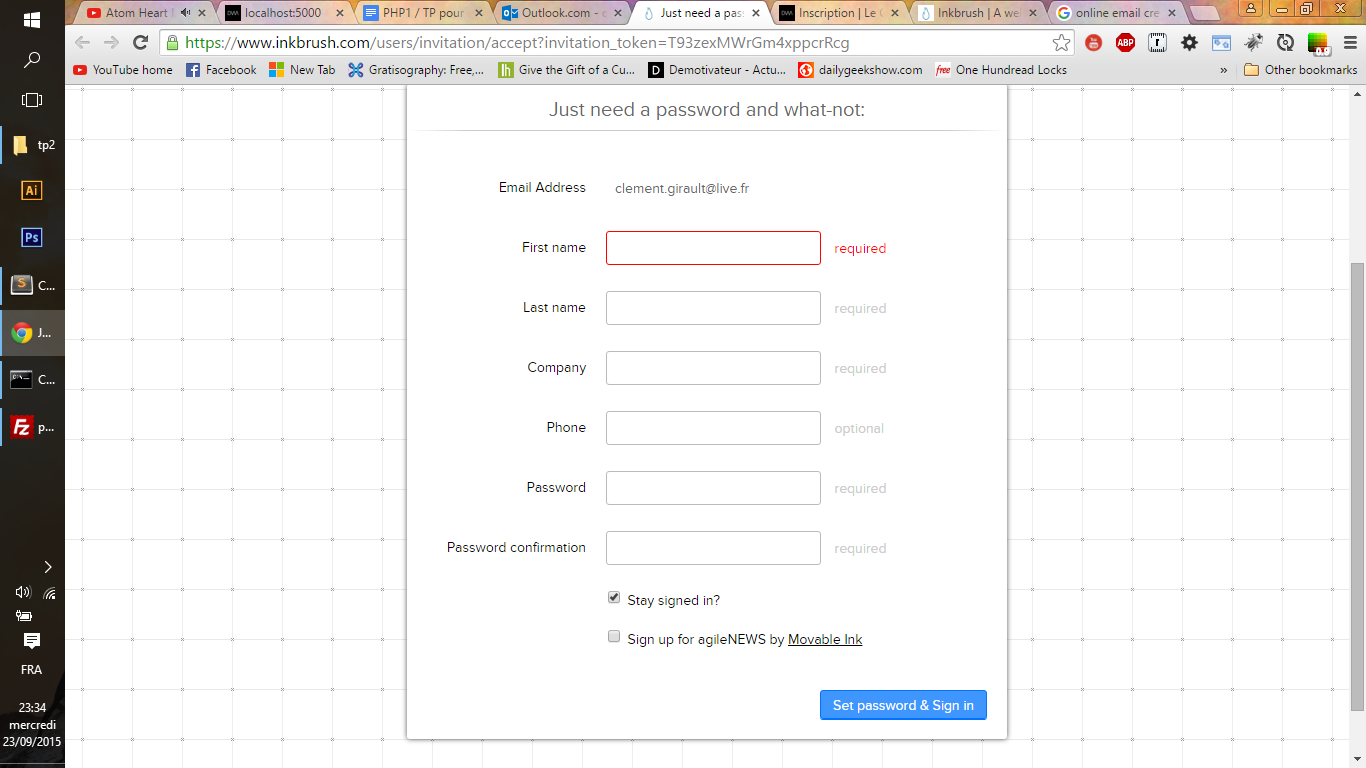 Atom Heart
localhost:5000
PHP1 / TP pour
Outlook.com - c
Just need a pas
Inscription | Le C
Inkbrush | A we
online email cre
https://www.inkbrush.com/users/invitation/accept?invitation_token=T93zexMWrGm4xppcrRcg
YouTube home
Facebook
New Tab
Gratisography: Free,...
Give the Gift of a Cu...
Demotivateur - Actu...
dailygeekshow.com
free One Hundread Locks
» Other bookmarks
ABP
tp2
Ai
Ps
C...
J...
C...
p...
FRA
23:34
mercredi
23/09/2015
Just need a password and what-not:
Email Address clement.girault@live.fr
First name required
Last name required
Company required
Phone optional
Password required
Password confirmation required
Stay signed in?
Sign up for agileNEWS by Movable Ink
Set password & Sign in